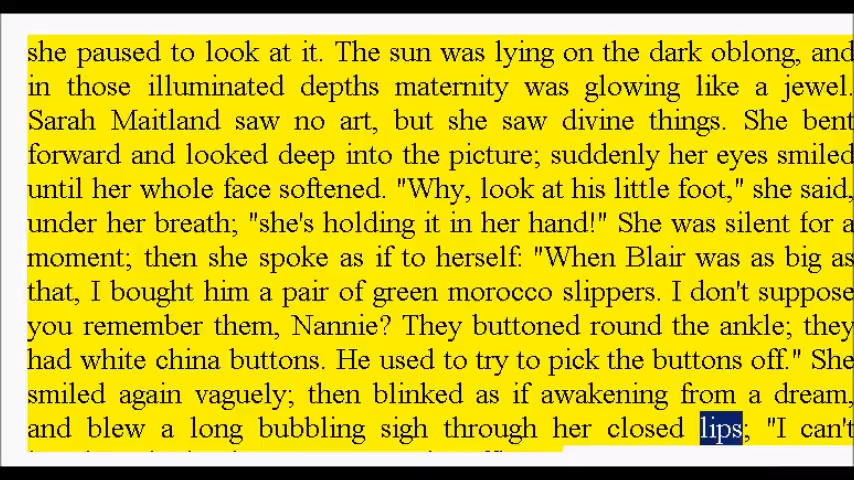 she paused to look at it. The sun was lying on the dark oblong, and
in those illuminated depths maternity was glowing like a jewel.
Sarah Maitland saw no art, but she saw divine things. She bent
forward and looked deep into the picture; suddenly her eyes smiled
until her whole face softened. "Why, look at his little foot," she said,
under her breath; "she's holding it in her hand!" She was silent for a
moment; then she spoke as if to herself: "When Blair was as big as
that, I bought him a pair of green morocco slippers. I don't suppose
you remember them, Nannie? They buttoned round the ankle; they
had white china buttons. He used to try to pick the buttons off." She
smiled again vaguely; then blinked as if awakening from a dream,
and blew a long bubbling sigh through her closed lips; "I can't